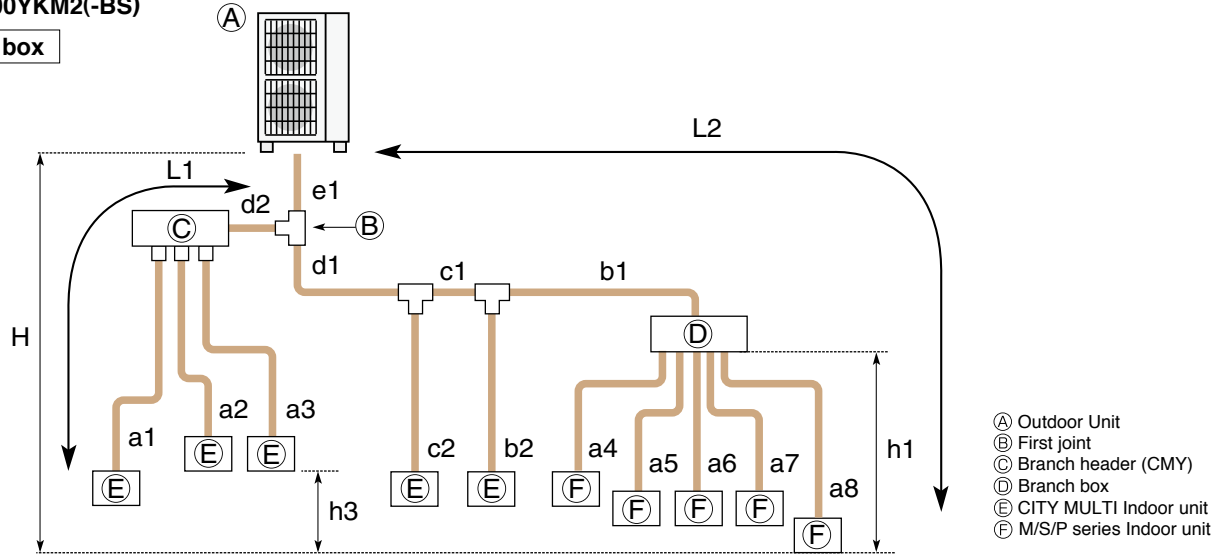 00YKM2(-BS)
box
Ⓐ
L2
L1
e1
d2
Ⓒ
Ⓑ
d1
c1
b1
H
Ⓓ
a1
a2
a3
c2
b2
a4
a5
a6
a7
a8
h1
Ⓔ
Ⓔ
Ⓔ
Ⓔ
Ⓔ
Ⓕ
Ⓕ
Ⓕ
Ⓕ
Ⓕ
h3
Ⓐ Outdoor Unit
Ⓑ First joint
Ⓒ Branch header (CMY)
Ⓓ Branch box
Ⓔ CITY MULTI Indoor unit
Ⓕ M/S/P series Indoor unit